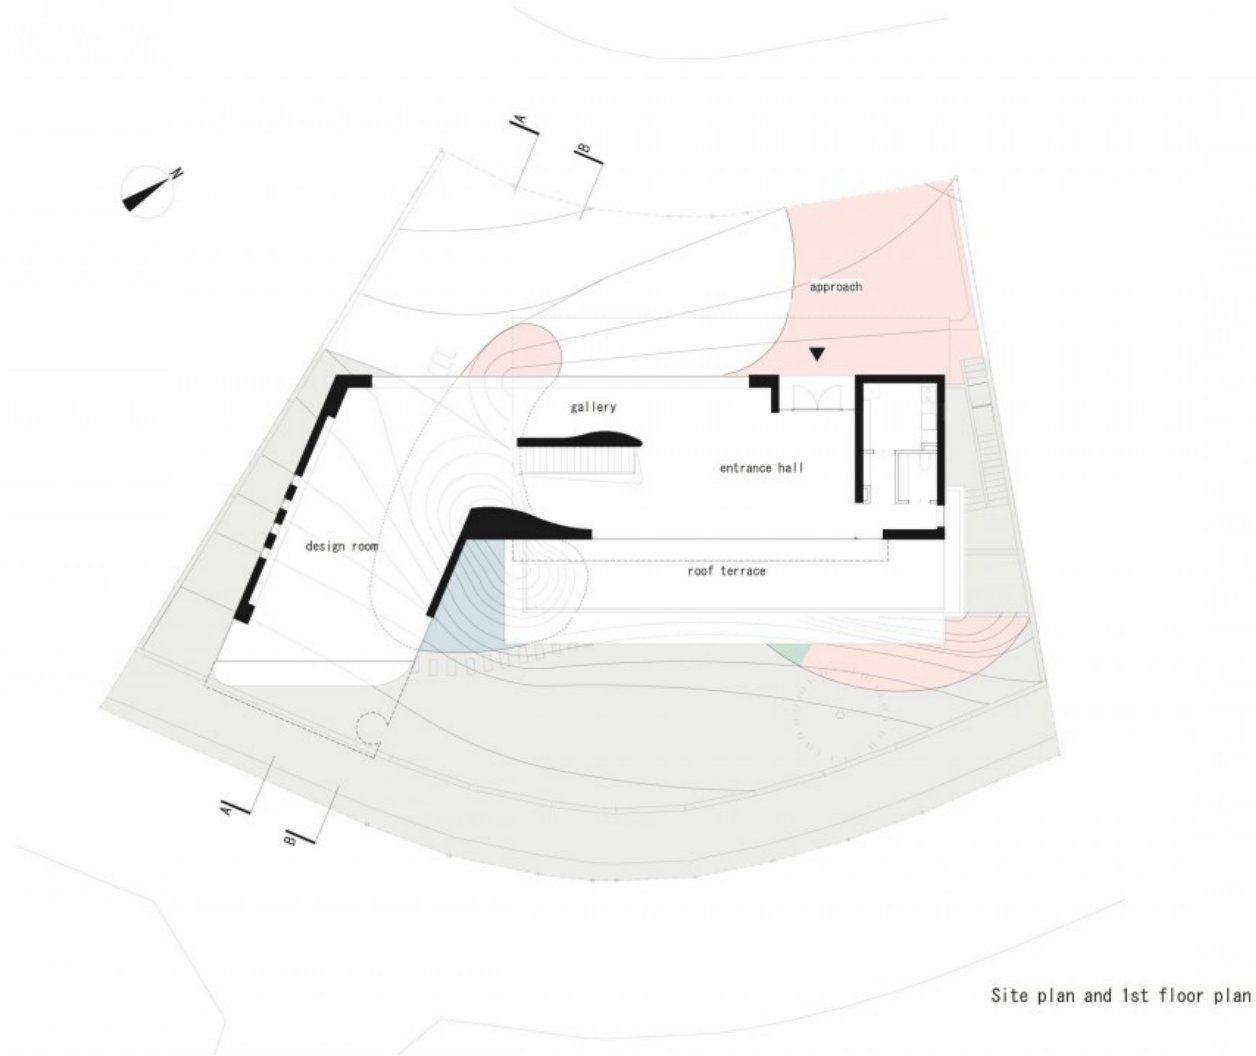 A
B
N
approach
gallery
entrance hall
design room
roof terrace
A
B
Site plan and 1st floor plan